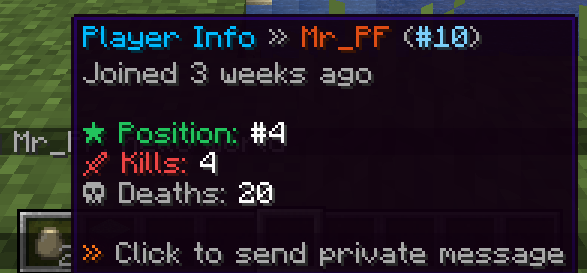 Player Info » Mr_PF (#10)
Joined 3 weeks ago
★ Position: #4
Mr_
Kills: 4
Deaths: 20
» Click to send private message